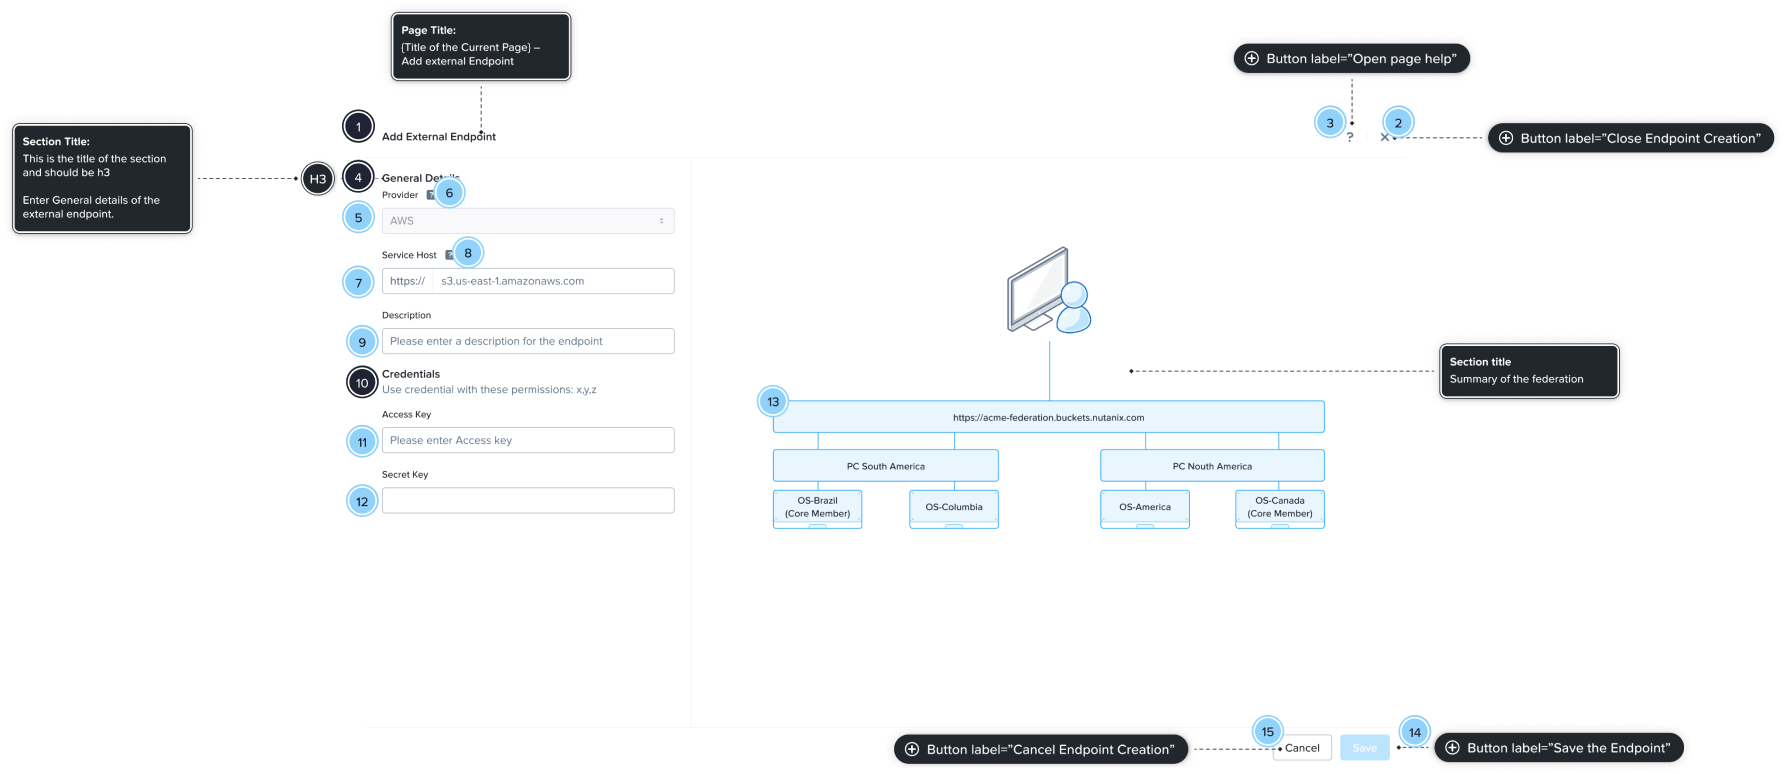 Page Title:
{Title of the Current Page} –
Add external Endpoint
Button label="Open page help"
Section Title:
This is the title of the section
and should be h3
Enter General details of the
external endpoint.
1
Add External Endpoint
3
?
2
×
Button label="Close Endpoint Creation"
H3
4
General Details
Provider ?
6
5
AWS
Service Host ?
8
7
https:// s3.us-east-1.amazonaws.com
Description
9
Please enter a description for the endpoint
10
Credentials
Use credential with these permissions: x,y,z
Access Key
11
Please enter Access key
Secret Key
12
Section title
Summary of the federation
13
https://acme-federation.buckets.nutanix.com
PC South America
PC Nouth America
OS-Brazil
(Core Member)
OS-Columbia
OS-America
OS-Canada
(Core Member)
Button label="Cancel Endpoint Creation"
15
Cancel
Save
14
Button label="Save the Endpoint"